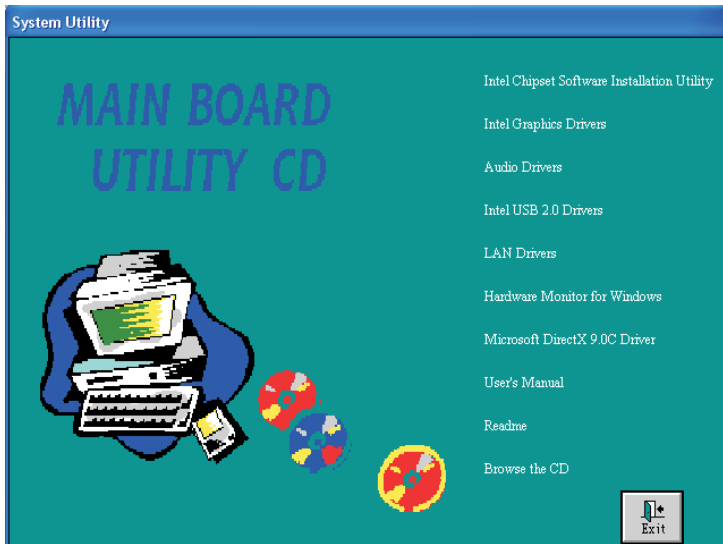 System Utility
MAIN BOARD
UTILITY CD
Intel Chipset Software Installation Utility
Intel Graphics Drivers
Audio Drivers
Intel USB 2.0 Drivers
LAN Drivers
Hardware Monitor for Windows
Microsoft DirectX 9.0C Driver
User's Manual
Readme
Browse the CD
Exit